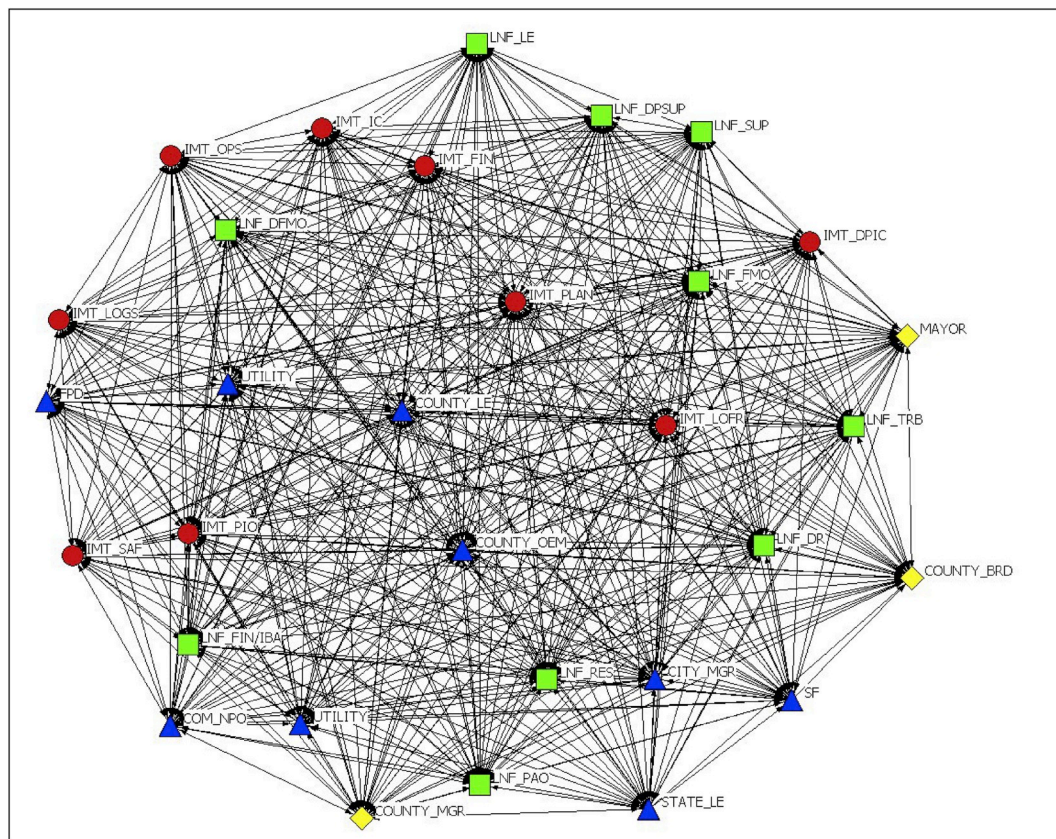 LNF_LE
LNF_DPSUP
LNF_SUP
IMT_IC
IMT_OPS
IMT_FIN
LNF_DFMO
IMT_DPIC
LNF_FMO
IMT_PLAN
IMT_LOGS
MAYOR
UTILITY
FPD
COUNTY_LE
IMT_LOFR
LNF_TRB
IMT_PIO
IMT_SAF
COUNTY_OEM
LNF_DR
COUNTY_BRD
LNF_FIN/IBA
LNF_RES
CITY_MGR
SF
COM_NPO
UTILITY
LNF_PAO
STATE_LE
COUNTY_MGR